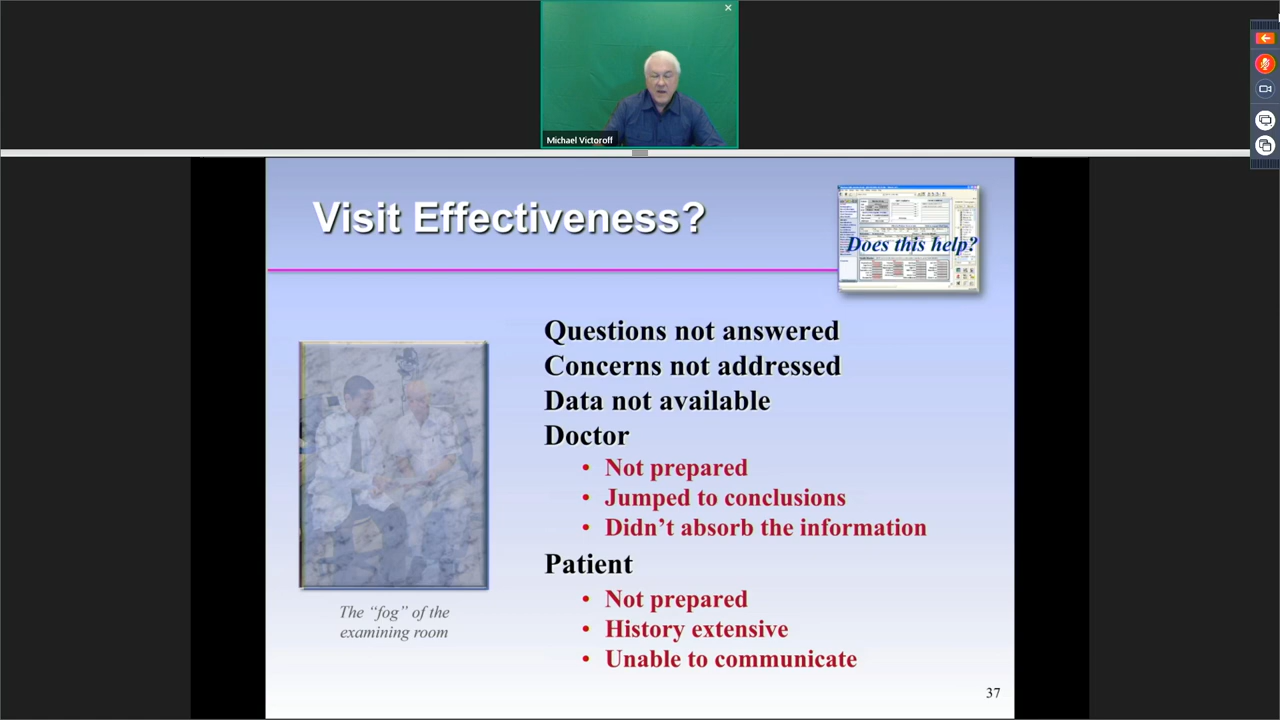 Michael Victoroff
Visit Effectiveness?
Does this help?
Questions not answered
Concerns not addressed
Data not available
Doctor
• Not prepared
• Jumped to conclusions
• Didn’t absorb the information
Patient
• Not prepared
• History extensive
• Unable to communicate
The “fog” of the
examining room
37